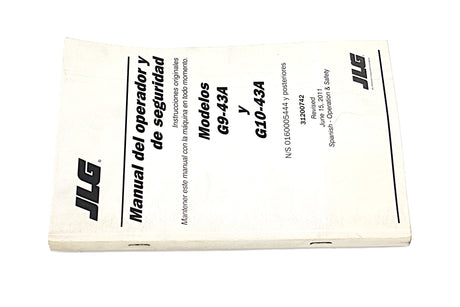 JLG®
Manual del operador y
de seguridad
Instrucciones originales
Mantener este manual con la máquina en todo momento.
Modelos
G9-43A
y
G10-43A
N/S 0160005444 y posteriores
31200742
Revised
June 15, 2011
Spanish - Operation & Safety
JLG